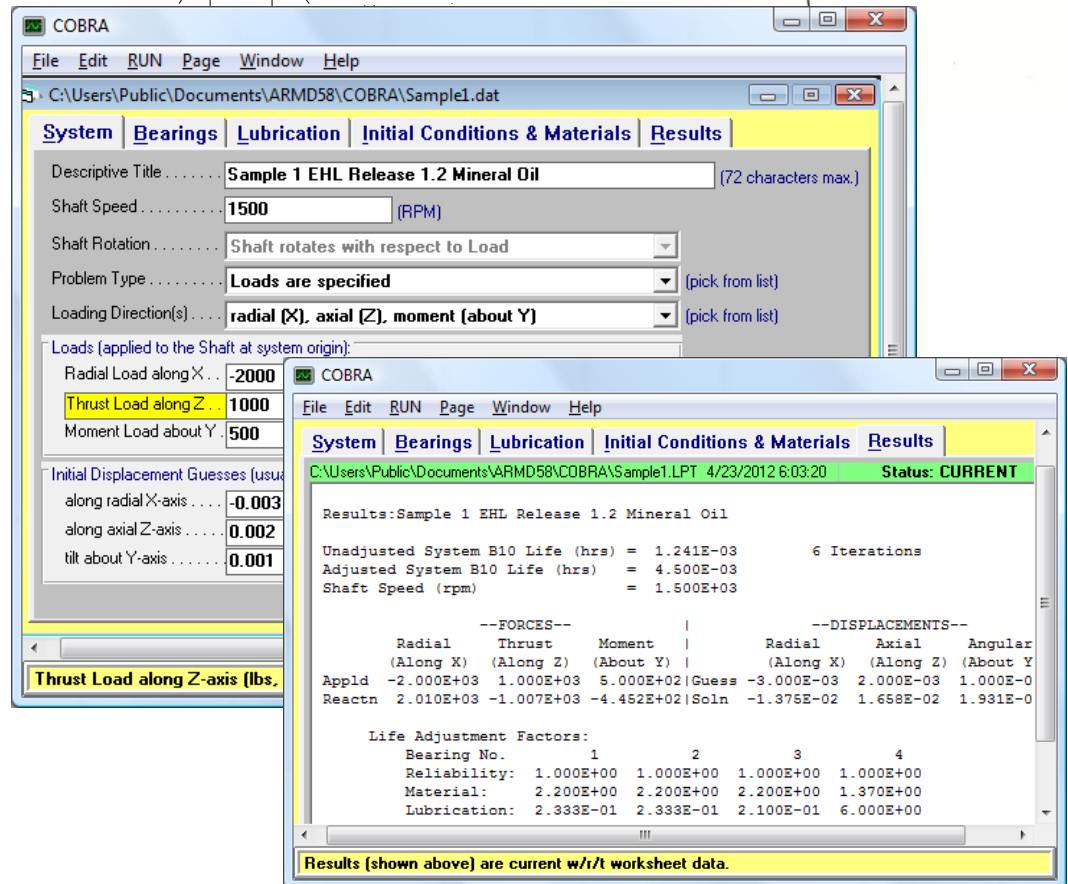 COBRA
File Edit RUN Page Window Help
C:\Users\Public\Documents\ARMD58\COBRA\Sample1.dat
System Bearings Lubrication Initial Conditions & Materials Results
Descriptive Title . . . . . . . Sample 1 EHL Release 1.2 Mineral Oil (72 characters max.)
Shaft Speed . . . . . . . . . . 1500 (RPM)
Shaft Rotation . . . . . . . . Shaft rotates with respect to Load
Problem Type . . . . . . . . . Loads are specified (pick from list)
Loading Direction(s) . . . . radial (X), axial (Z), moment (about Y) (pick from list)
Loads (applied to the Shaft at system origin):
Radial Load along X . . -2000
Thrust Load along Z . . 1000
Moment Load about Y . 500
Initial Displacement Guesses (usua
along radial X-axis . . . . -0.003
along axial Z-axis . . . . . 0.002
tilt about Y-axis . . . . . . . 0.001
Thrust Load along Z-axis (lbs,
COBRA
File Edit RUN Page Window Help
System Bearings Lubrication Initial Conditions & Materials Results
C:\Users\Public\Documents\ARMD58\COBRA\Sample1.LPT 4/23/2012 6:03:20 Status: CURRENT
Results:Sample 1 EHL Release 1.2 Mineral Oil
Unadjusted System B10 Life (hrs) = 1.241E-03 6 Iterations
Adjusted System B10 Life (hrs) = 4.500E-03
Shaft Speed (rpm) = 1.500E+03
--FORCES-- | --DISPLACEMENTS--
Radial Thrust Moment | Radial Axial Angular
(Along X) (Along Z) (About Y) | (Along X) (Along Z) (About Y
Appld -2.000E+03 1.000E+03 5.000E+02|Guess -3.000E-03 2.000E-03 1.000E-0
Reactn 2.010E+03 -1.007E+03 -4.452E+02|Soln -1.375E-02 1.658E-02 1.931E-0
Life Adjustment Factors:
Bearing No. 1 2 3 4
Reliability: 1.000E+00 1.000E+00 1.000E+00 1.000E+00
Material: 2.200E+00 2.200E+00 2.200E+00 1.370E+00
Lubrication: 2.333E-01 2.333E-01 2.100E-01 6.000E+00
Results (shown above) are current w/r/t worksheet data.